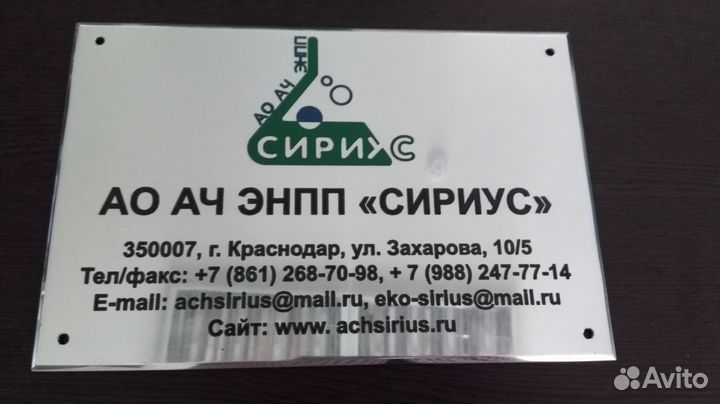 АО АЧ ЭНПП
СИРИУС
АО АЧ ЭНПП «СИРИУС»
350007, г. Краснодар, ул. Захарова, 10/5
Тел/факс: +7 (861) 268-70-98, + 7 (988) 247-77-14
E-mail: achsirius@mail.ru, eko-sirius@mail.ru
Сайт: www. achsirius.ru
Avito